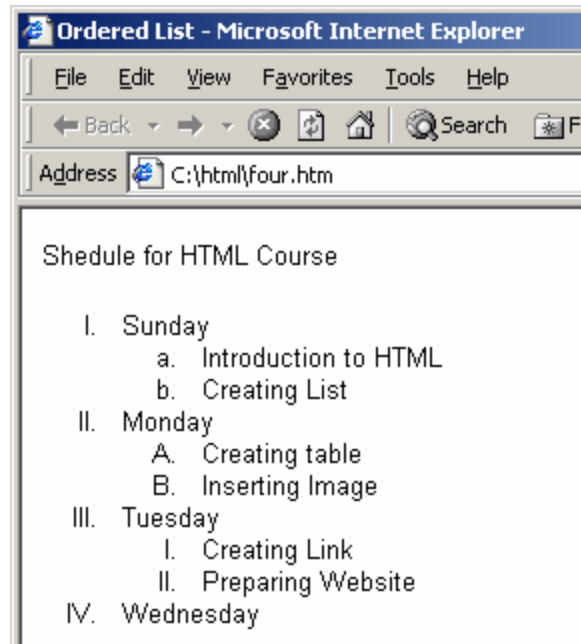 Ordered List - Microsoft Internet Explorer
File Edit View Favorites Tools Help
Back Search F
Address C:\html\four.htm
Shedule for HTML Course
I. Sunday
a. Introduction to HTML
b. Creating List
II. Monday
A. Creating table
B. Inserting Image
III. Tuesday
I. Creating Link
II. Preparing Website
IV. Wednesday